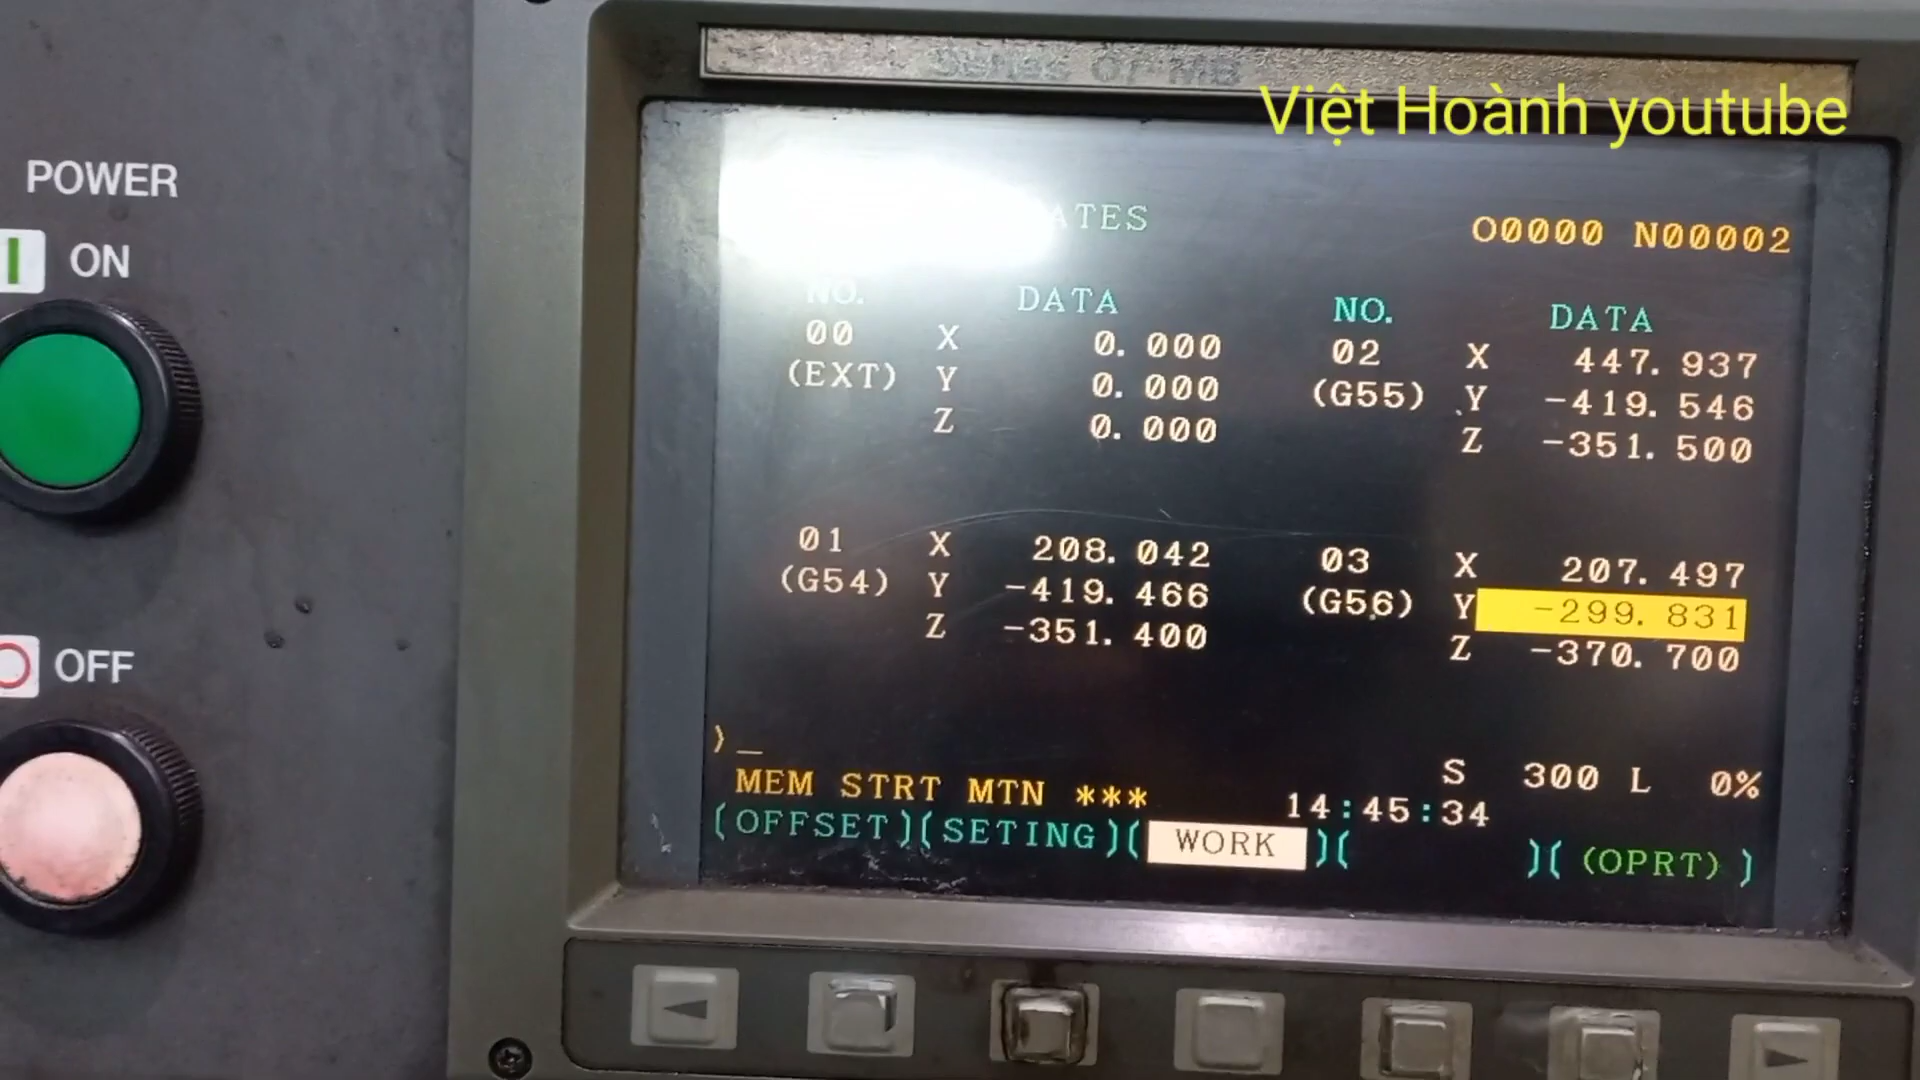 Việt Hoành youtube
POWER
ON
OFF
ATES O0000 N00002
NO. DATA NO. DATA
00 X 0.000 02 X 447.937
(EXT) Y 0.000 (G55) Y -419.546
Z 0.000 Z -351.500
01 X 208.042 03 X 207.497
(G54) Y -419.466 (G56) Y -299.831
Z -351.400 Z -370.700
)_
S 300 L 0%
MEM STRT MTN *** 14:45:34
(OFFSET)(SETING)( WORK )( )( (OPRT) )